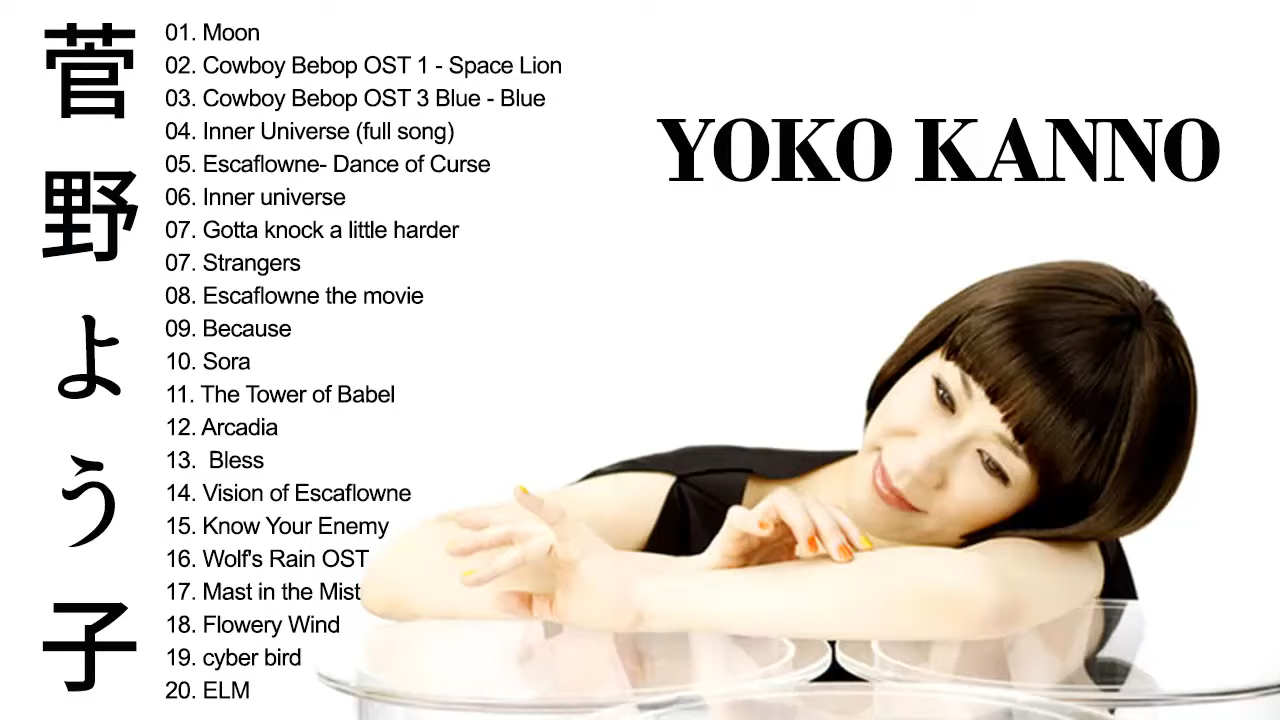 菅野よう子
01. Moon
02. Cowboy Bebop OST 1 - Space Lion
03. Cowboy Bebop OST 3 Blue - Blue
04. Inner Universe (full song)
05. Escaflowne- Dance of Curse
06. Inner universe
07. Gotta knock a little harder
07. Strangers
08. Escaflowne the movie
09. Because
10. Sora
11. The Tower of Babel
12. Arcadia
13.  Bless
14. Vision of Escaflowne
15. Know Your Enemy
16. Wolf's Rain OST
17. Mast in the Mist
18. Flowery Wind
19. cyber bird
20. ELM
YOKO KANNO